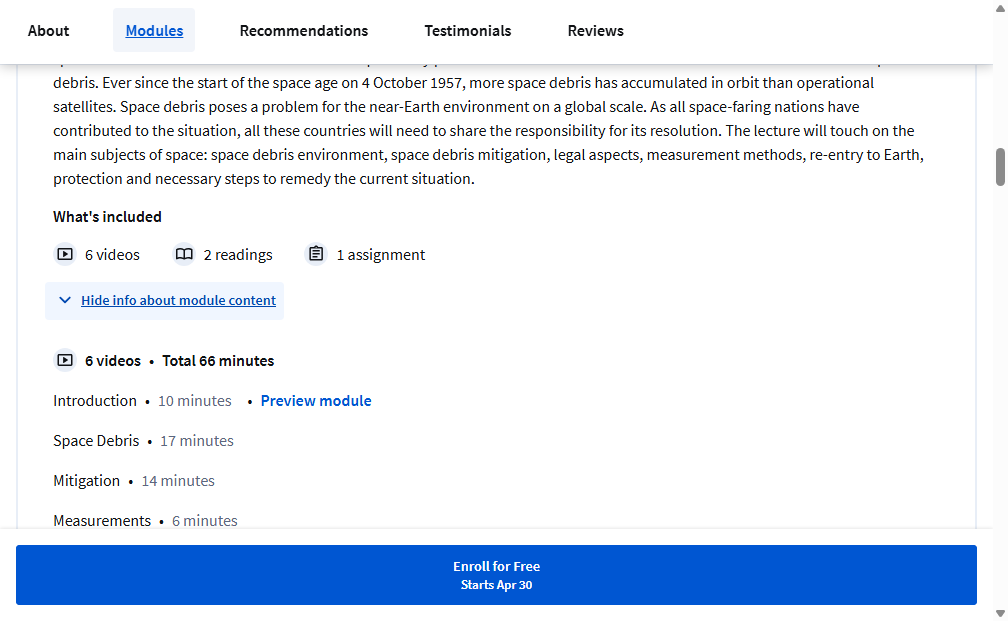 About
Modules
Recommendations
Testimonials
Reviews
debris. Ever since the start of the space age on 4 October 1957, more space debris has accumulated in orbit than operational
satellites. Space debris poses a problem for the near-Earth environment on a global scale. As all space-faring nations have
contributed to the situation, all these countries will need to share the responsibility for its resolution. The lecture will touch on the
main subjects of space: space debris environment, space debris mitigation, legal aspects, measurement methods, re-entry to Earth,
protection and necessary steps to remedy the current situation.
What's included
6 videos
2 readings
1 assignment
Hide info about module content
6 videos • Total 66 minutes
Introduction • 10 minutes • Preview module
Space Debris • 17 minutes
Mitigation • 14 minutes
Measurements • 6 minutes
Enroll for Free
Starts Apr 30